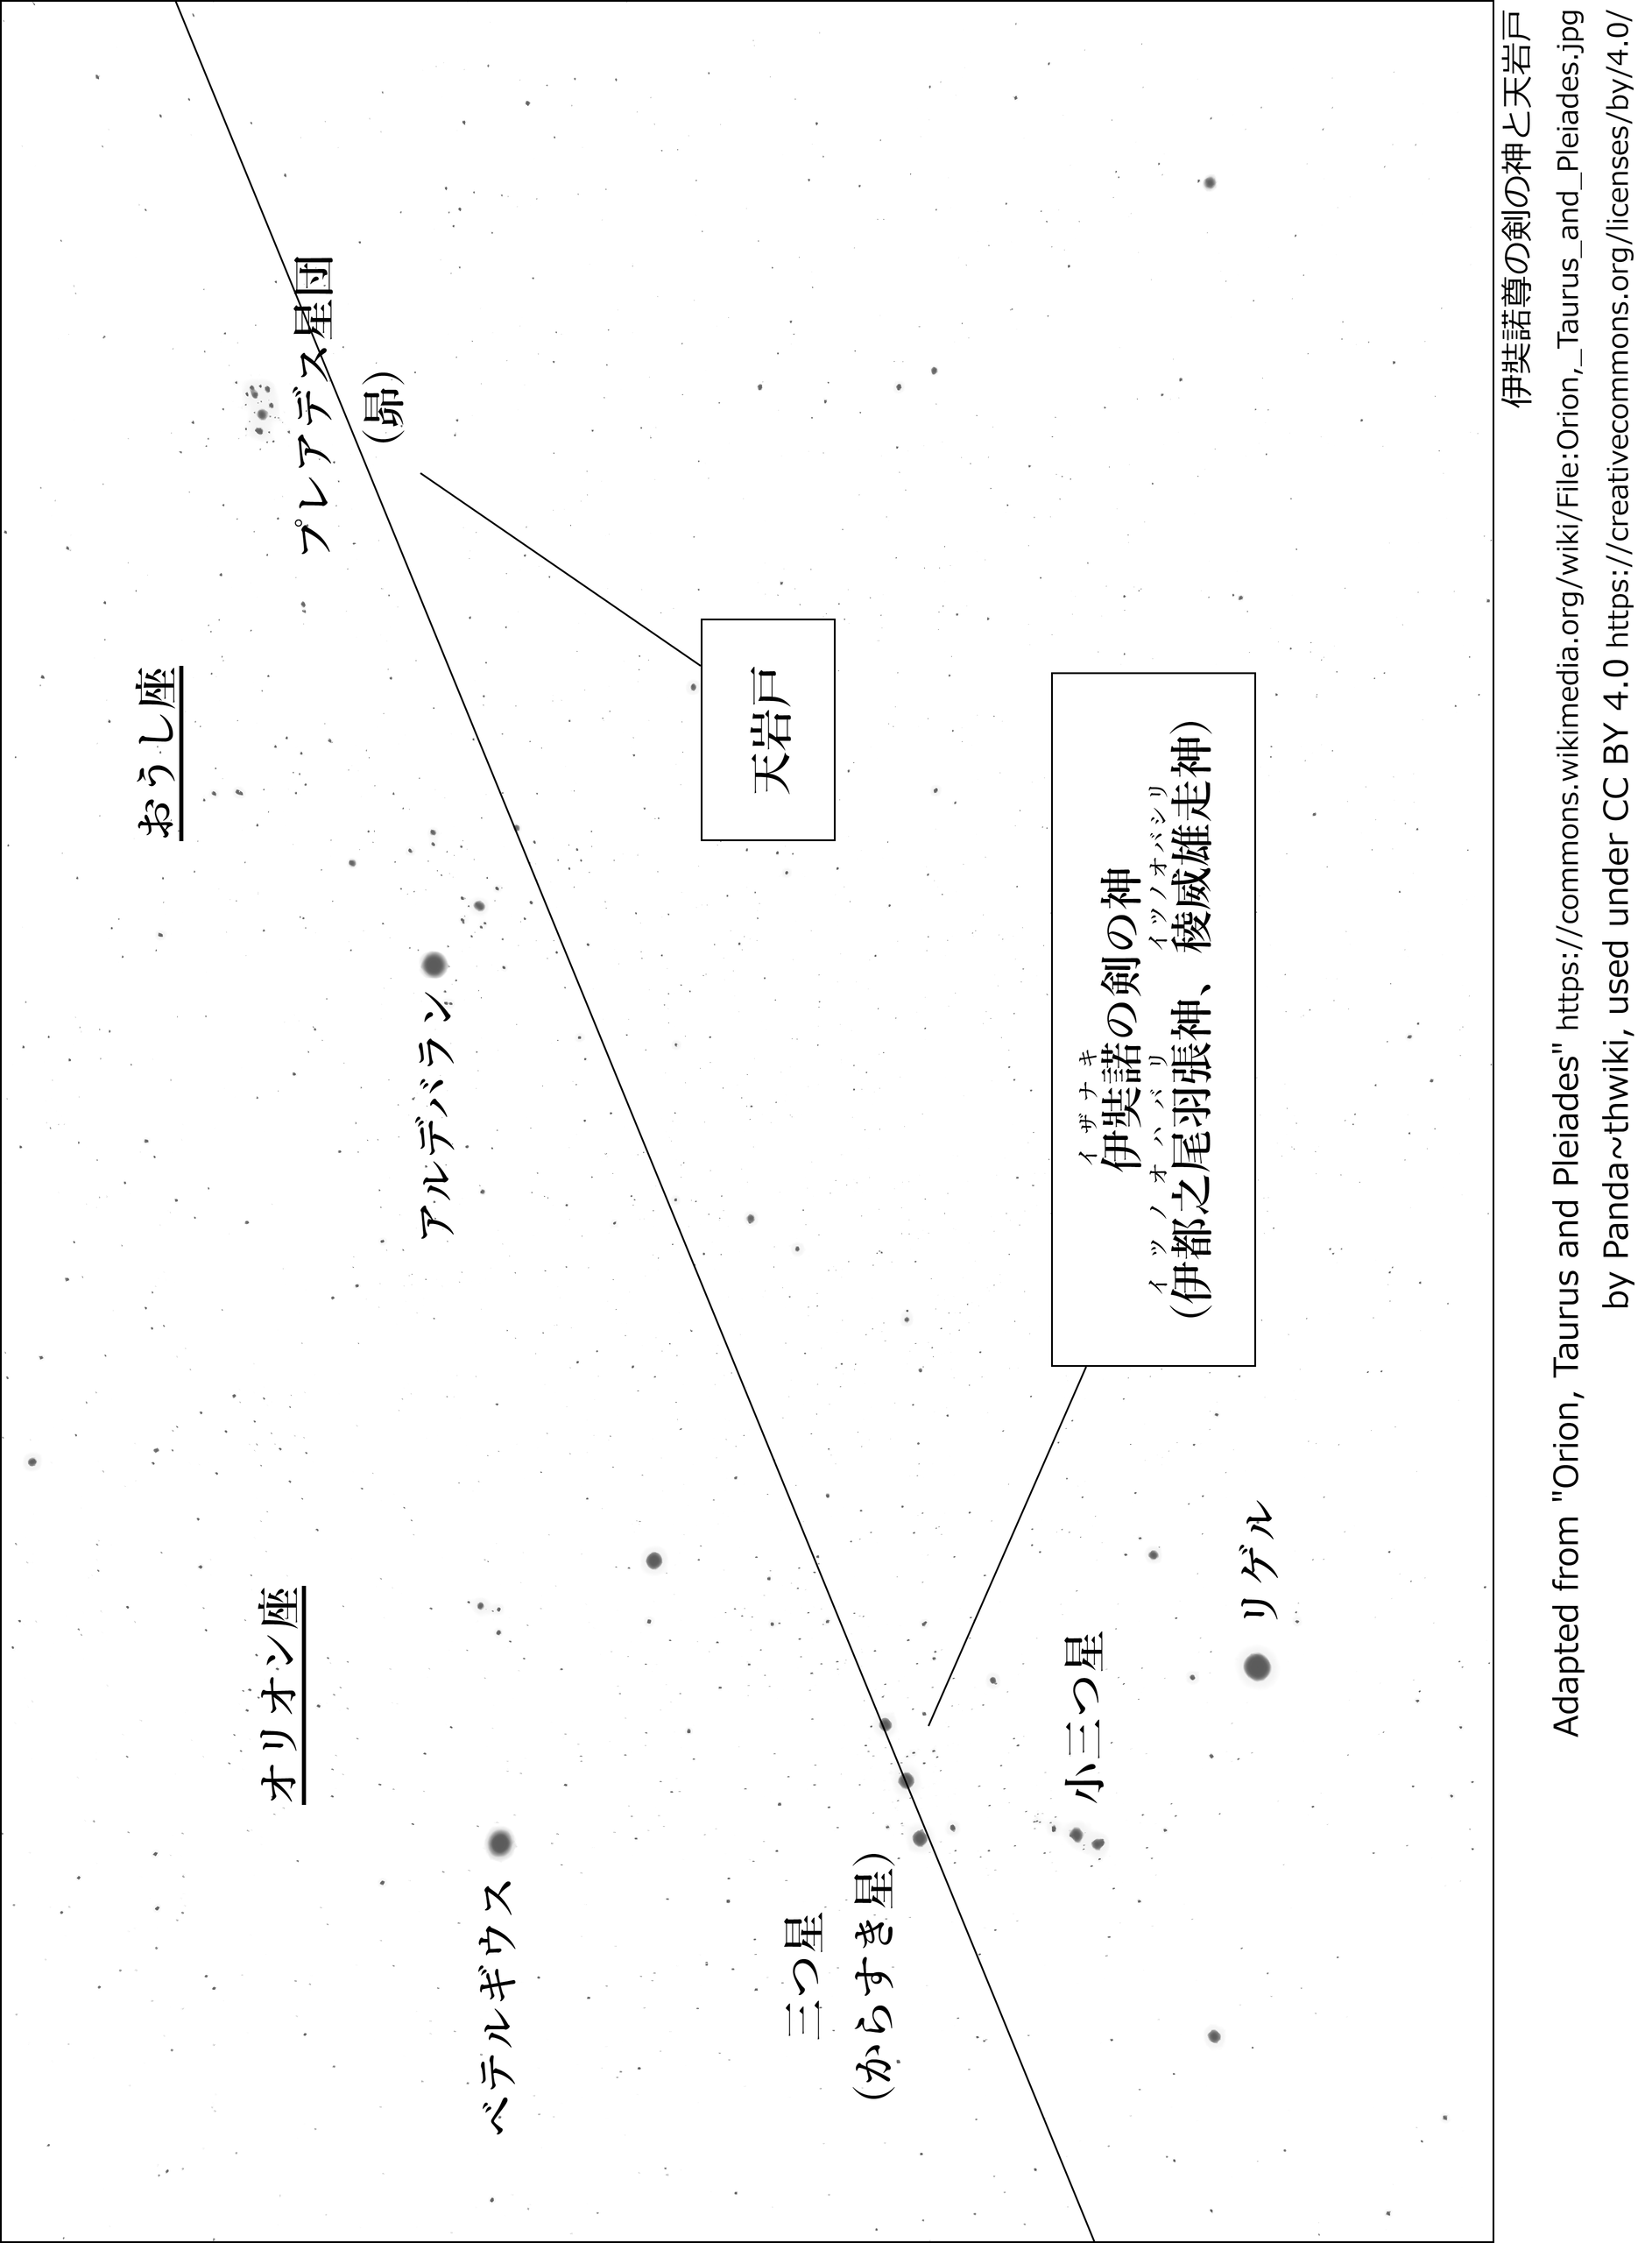 おうし座
プレアデス星団
(昴)
アルデバラン
天岩戸
オリオン座
ベテルギウス
三つ星
(からすき星)
イザナキ
伊奘諾の剣の神
イツノオハバリ イツノオバシリ
(伊都之尾羽張神、稜威雄走神)
小三つ星
リゲル
伊奘諾尊の剣の神と天岩戸
Adapted from "Orion, Taurus and Pleiades" https://commons.wikimedia.org/wiki/File:Orion,_Taurus_and_Pleiades.jpg
by Panda~thwiki, used under CC BY 4.0 https://creativecommons.org/licenses/by/4.0/